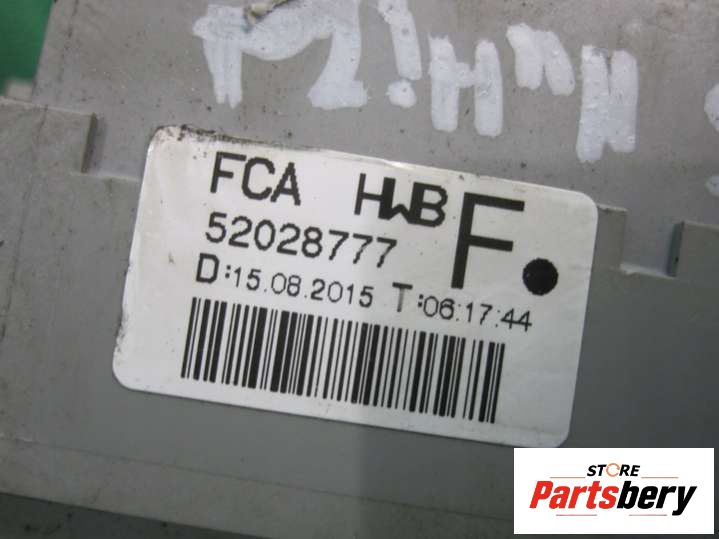 FCA HWB F.
52028777
D:15.08.2015 T:06:17:44
STORE
Partsbery